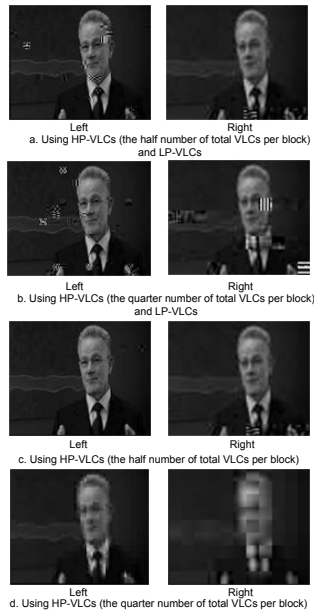 Left Right
a. Using HP-VLCs (the half number of total VLCs per block)
and LP-VLCs
Left Right
b. Using HP-VLCs (the quarter number of total VLCs per block)
and LP-VLCs
Left Right
c. Using HP-VLCs (the half number of total VLCs per block)
Left Right
d. Using HP-VLCs (the quarter number of total VLCs per block)